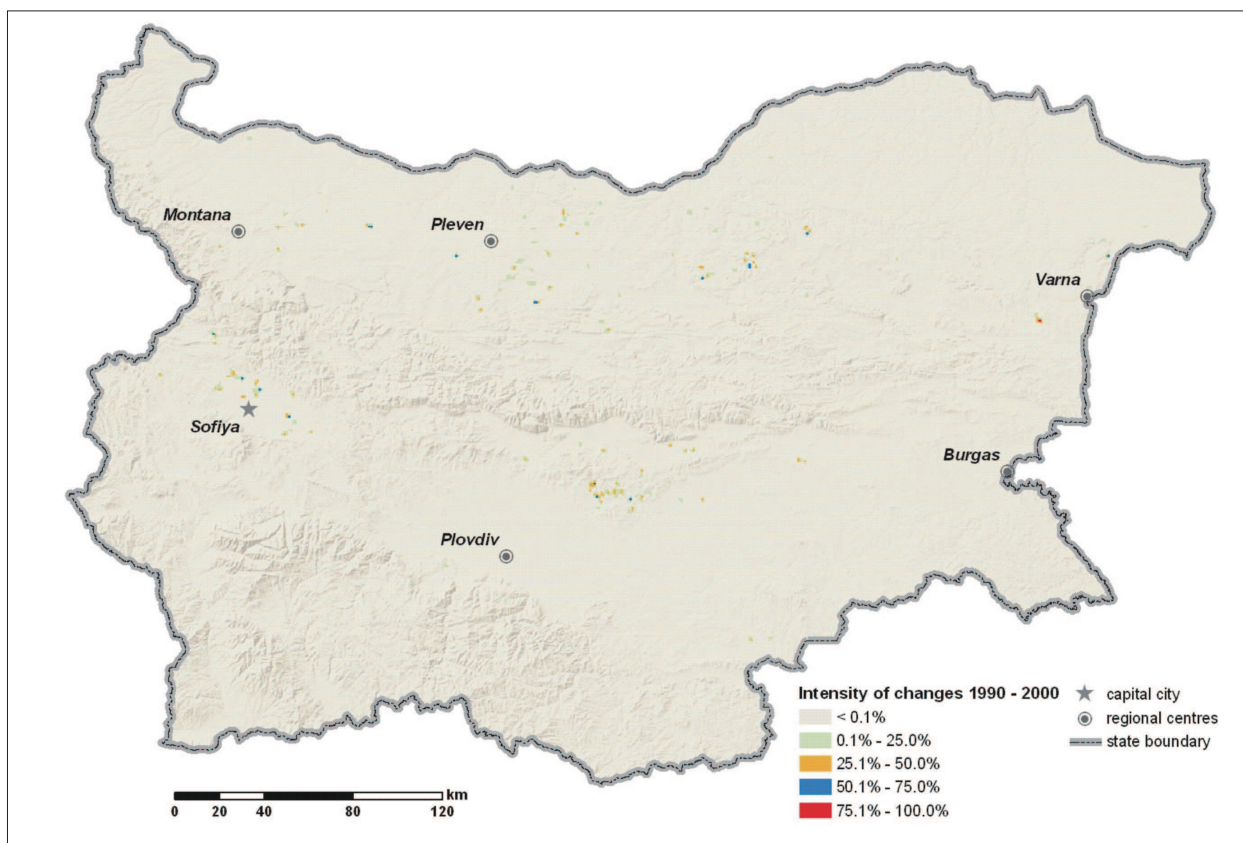 Montana
Pleven
Varna
Sofiya
Burgas
Plovdiv
Intensity of changes 1990 - 2000
< 0.1%
0.1% - 25.0%
25.1% - 50.0%
50.1% - 75.0%
75.1% - 100.0%
capital city
regional centres
state boundary
km
0 20 40 80 120